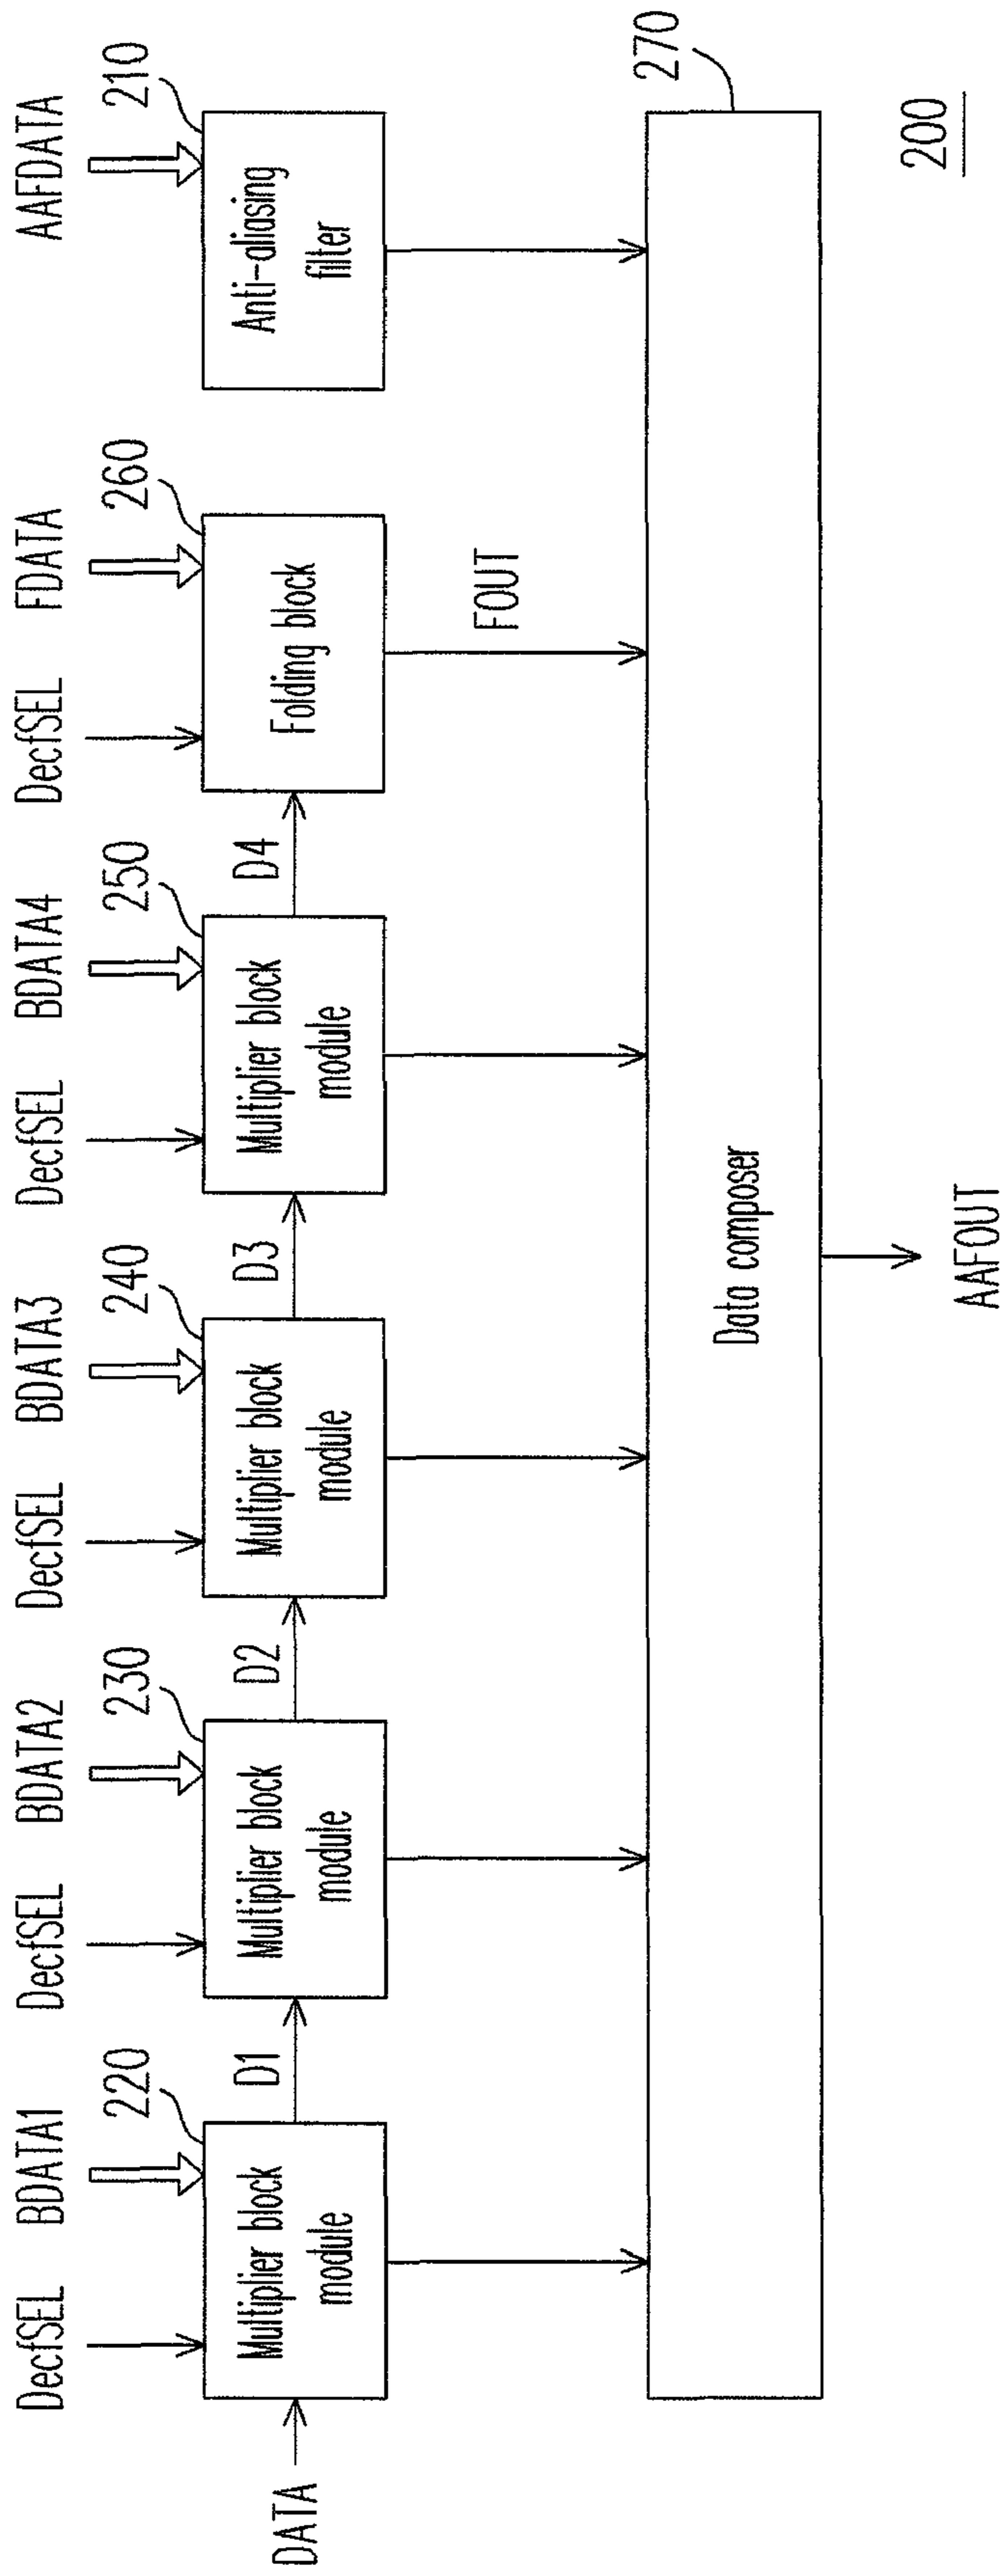 DecfSEL BDATA1 DecfSEL BDATA2 DecfSEL BDATA3 DecfSEL BDATA4 DecfSEL FDATA AAFDATA
220 230 240 250 260 210
DATA
Multiplier block
module
D1
Multiplier block
module
D2
Multiplier block
module
D3
Multiplier block
module
D4
Folding block
Anti-aliasing
filter
FOUT
270
Data composer
AAFOUT
200